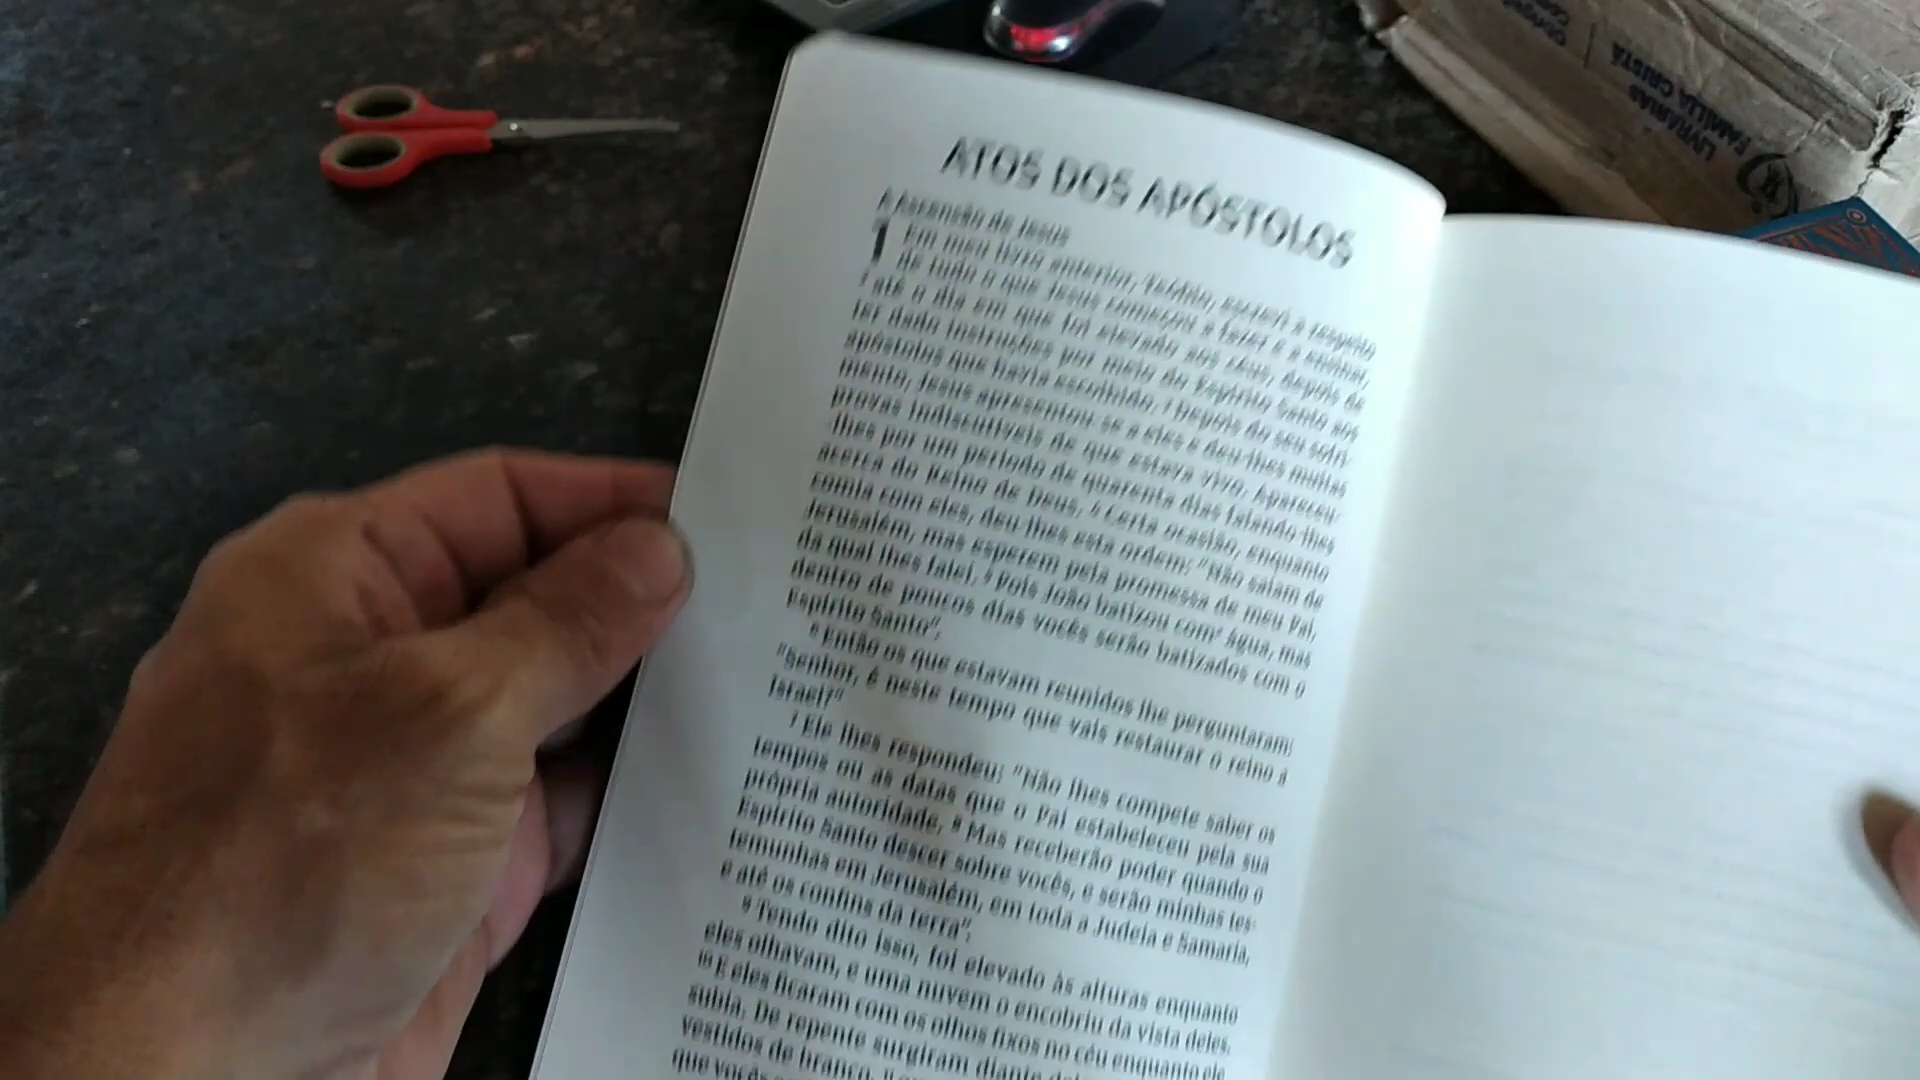 ATOS DOS APÓSTOLOS
A Ascensão de Jesus
1 Em meu livro anterior, Teófilo, escrevi a respeito
de tudo o que Jesus começou a fazer e a ensinar,
² até o dia em que foi elevado aos céus, depois de
ter dado instruções por meio do Espírito Santo aos
apóstolos que havia escolhido. ³ Depois do seu sofri-
mento, Jesus apresentou-se a eles e deu-lhes muitas
provas indiscutíveis de que estava vivo. Apareceu-
-lhes por um período de quarenta dias falando-lhes
acerca do Reino de Deus. ⁴ Certa ocasião, enquanto
comia com eles, deu-lhes esta ordem: "Não saiam de
Jerusalém, mas esperem pela promessa de meu Pai,
da qual lhes falei. ⁵ Pois João batizou com água, mas
dentro de poucos dias vocês serão batizados com o
Espírito Santo".
⁶ Então os que estavam reunidos lhe perguntaram:
"Senhor, é neste tempo que vais restaurar o reino a
Israel?"
⁷ Ele lhes respondeu: "Não lhes compete saber os
tempos ou as datas que o Pai estabeleceu pela sua
própria autoridade. ⁸ Mas receberão poder quando o
Espírito Santo descer sobre vocês, e serão minhas tes-
temunhas em Jerusalém, em toda a Judeia e Samaria,
e até os confins da terra".
⁹ Tendo dito isso, foi elevado às alturas enquanto
eles olhavam, e uma nuvem o encobriu da vista deles.
¹⁰ E eles ficaram com os olhos fixos no céu enquanto ele
subia. De repente surgiram diante
vestidos de branco,
que vocês
LIVRARIAS
FAMÍLIA CRISTÃ